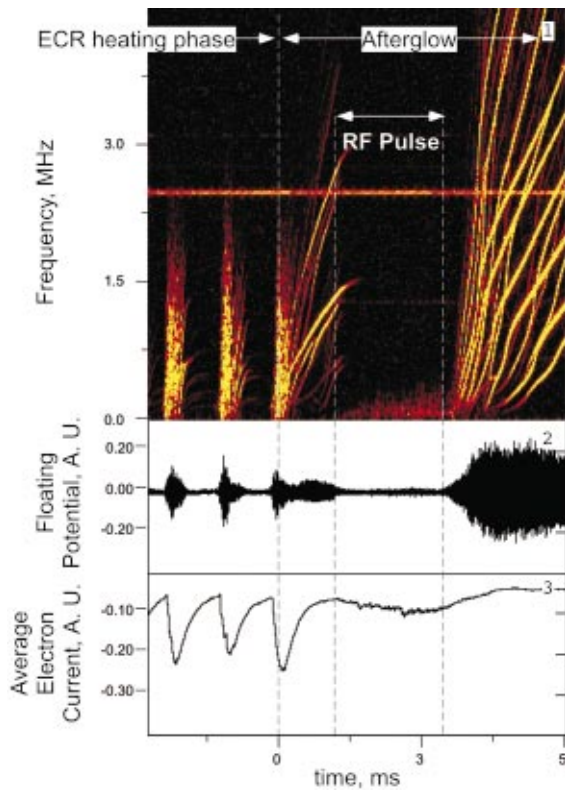 ECR heating phase
Afterglow
1
RF Pulse
Frequency, MHz
3.0
1.5
0.0
Floating
Potential, A. U.
0.20
0.00
-0.20
2
Average
Electron
Current, A. U.
-0.10
-0.20
-0.30
3
0
3
5
time, ms